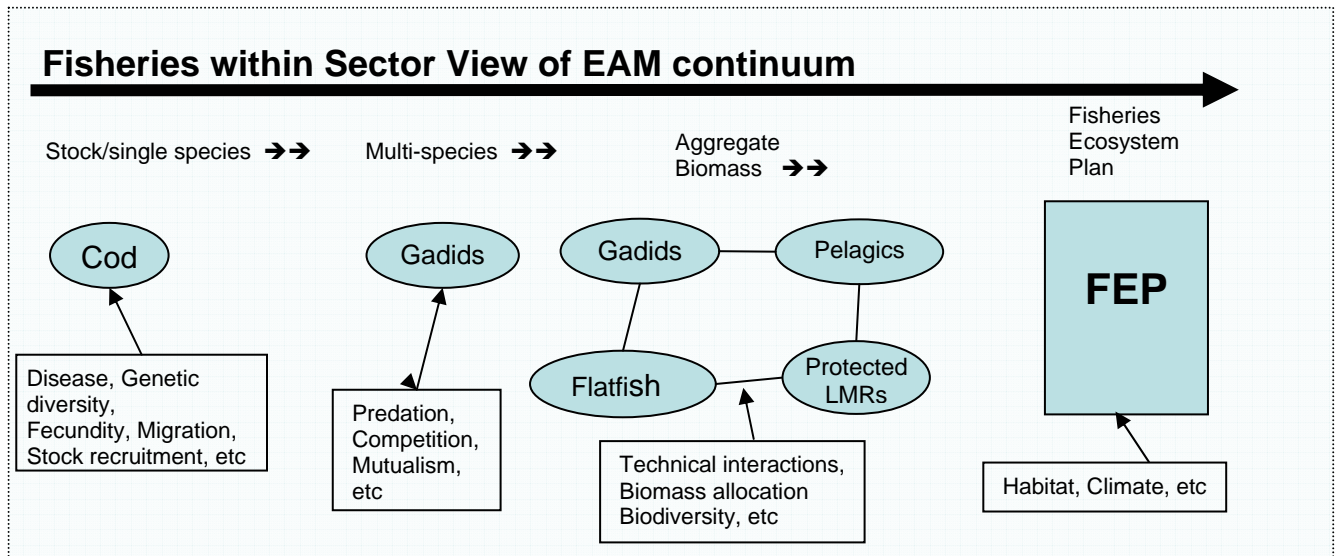 Fisheries within Sector View of EAM continuum
Stock/single species ➔➔
Multi-species ➔➔
Aggregate
Biomass ➔➔
Fisheries
Ecosystem
Plan
Cod
Gadids
Gadids
Pelagics
Flatfish
Protected
LMRs
FEP
Disease, Genetic
diversity,
Fecundity, Migration,
Stock recruitment, etc
Predation,
Competition,
Mutualism,
etc
Technical interactions,
Biomass allocation
Biodiversity, etc
Habitat, Climate, etc